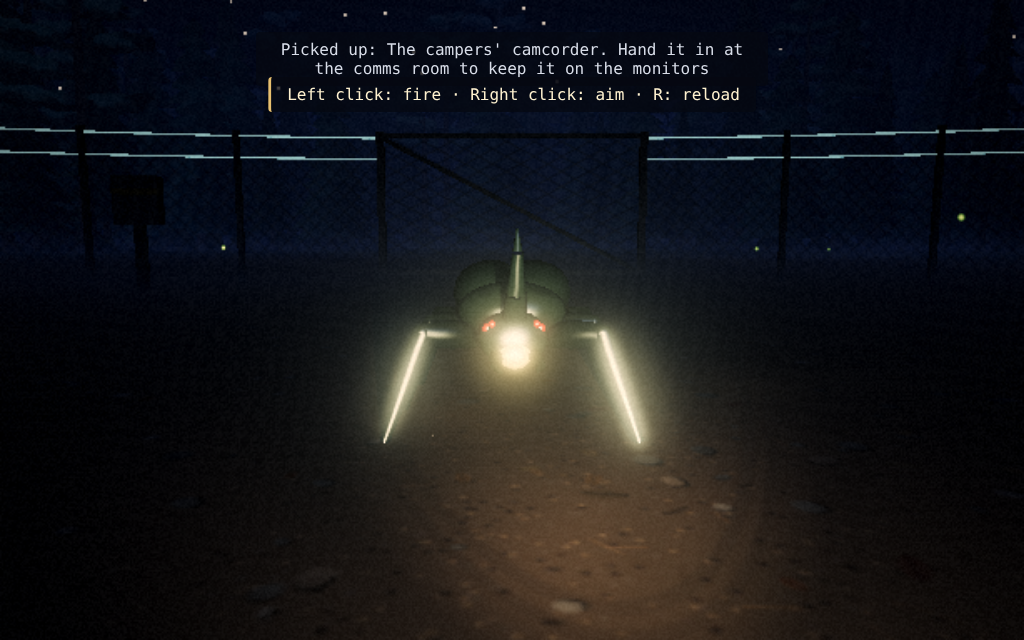 Picked up: The campers' camcorder. Hand it in at
the comms room to keep it on the monitors
Left click: fire · Right click: aim · R: reload